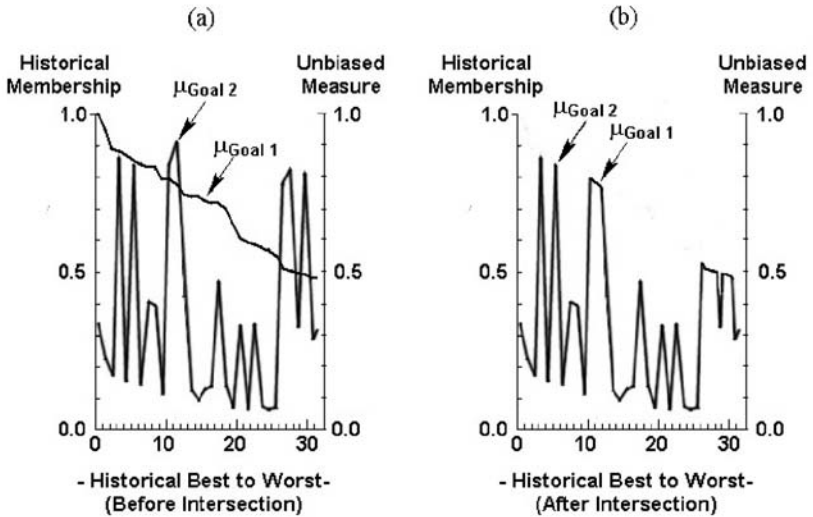 (a)
Historical
Membership
Unbiased
Measure
μGoal 2
μGoal 1
1.0
0.5
0.0
1.0
0.5
0.0
0
10
20
30
- Historical Best to Worst-
(Before Intersection)
(b)
Historical
Membership
Unbiased
Measure
μGoal 2
μGoal 1
1.0
0.5
0.0
1.0
0.5
0.0
0
10
20
30
- Historical Best to Worst-
(After Intersection)